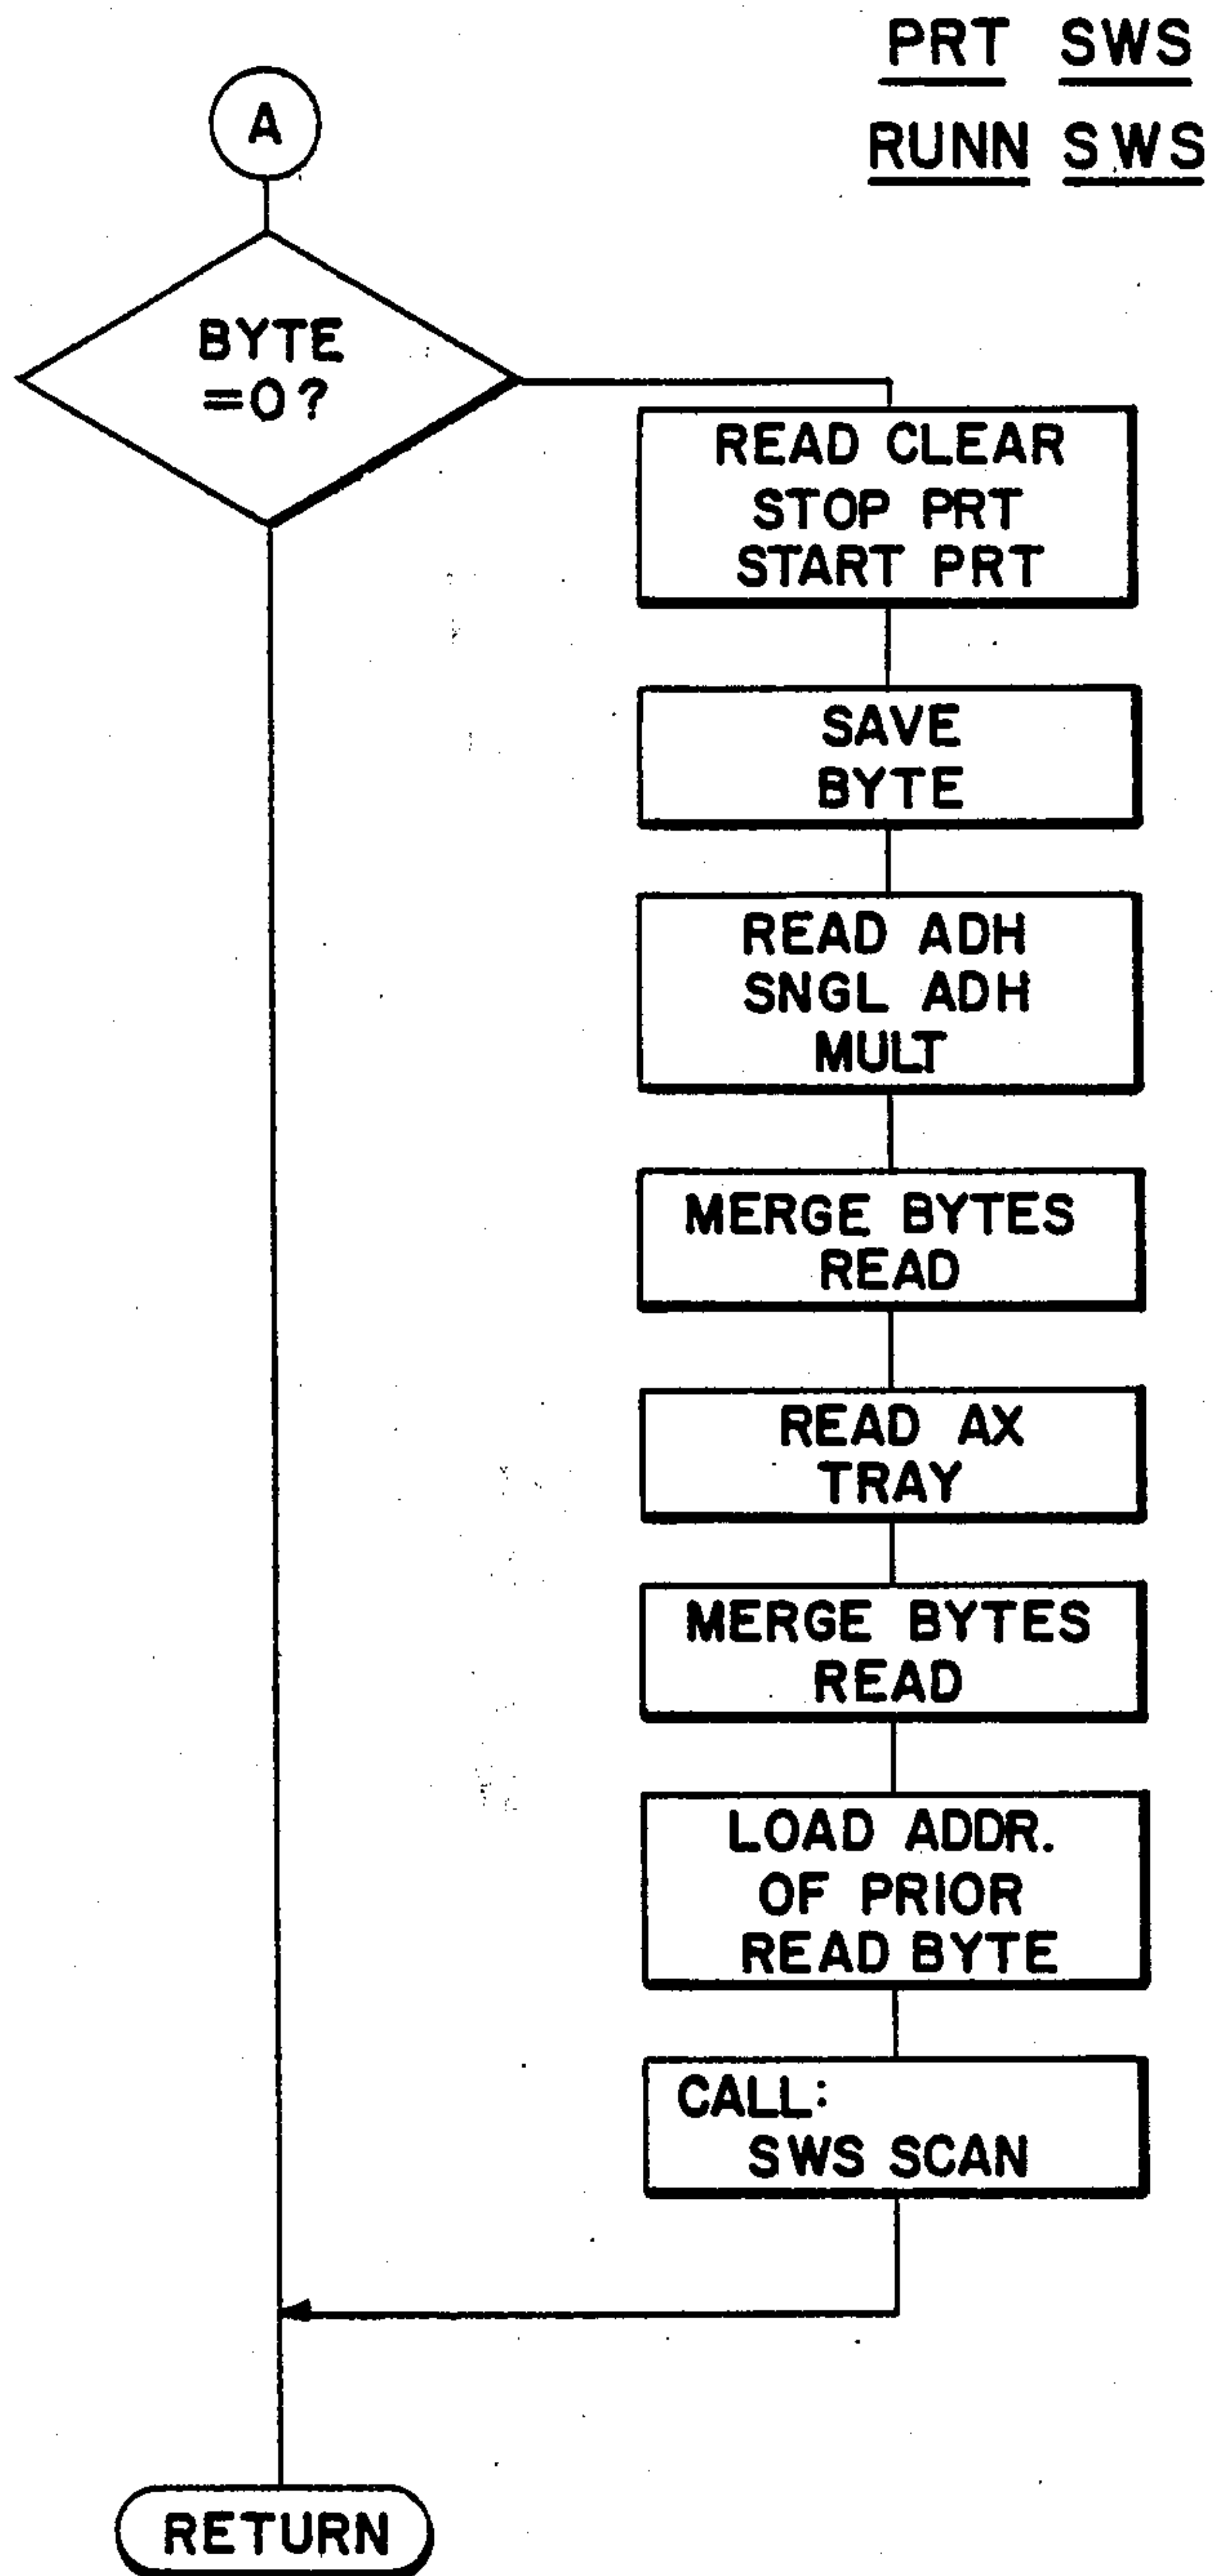 PRT SWS
RUNN SWS
A
BYTE
=0?
READ CLEAR
STOP PRT
START PRT
SAVE
BYTE
READ ADH
SNGL ADH
MULT
MERGE BYTES
READ
READ AX
TRAY
MERGE BYTES
READ
LOAD ADDR.
OF PRIOR
READ BYTE
CALL:
SWS SCAN
RETURN